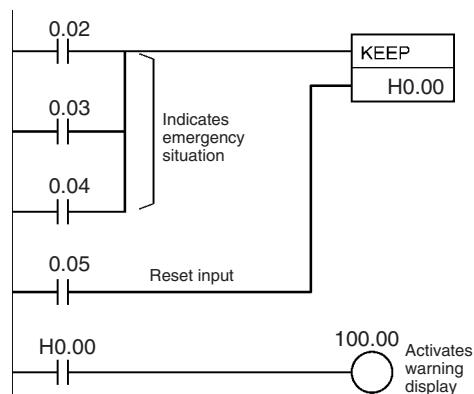 0.02
KEEP
H0.00
0.03
Indicates
emergency
situation
0.04
0.05
Reset input
H0.00
100.00
Activates
warning
display